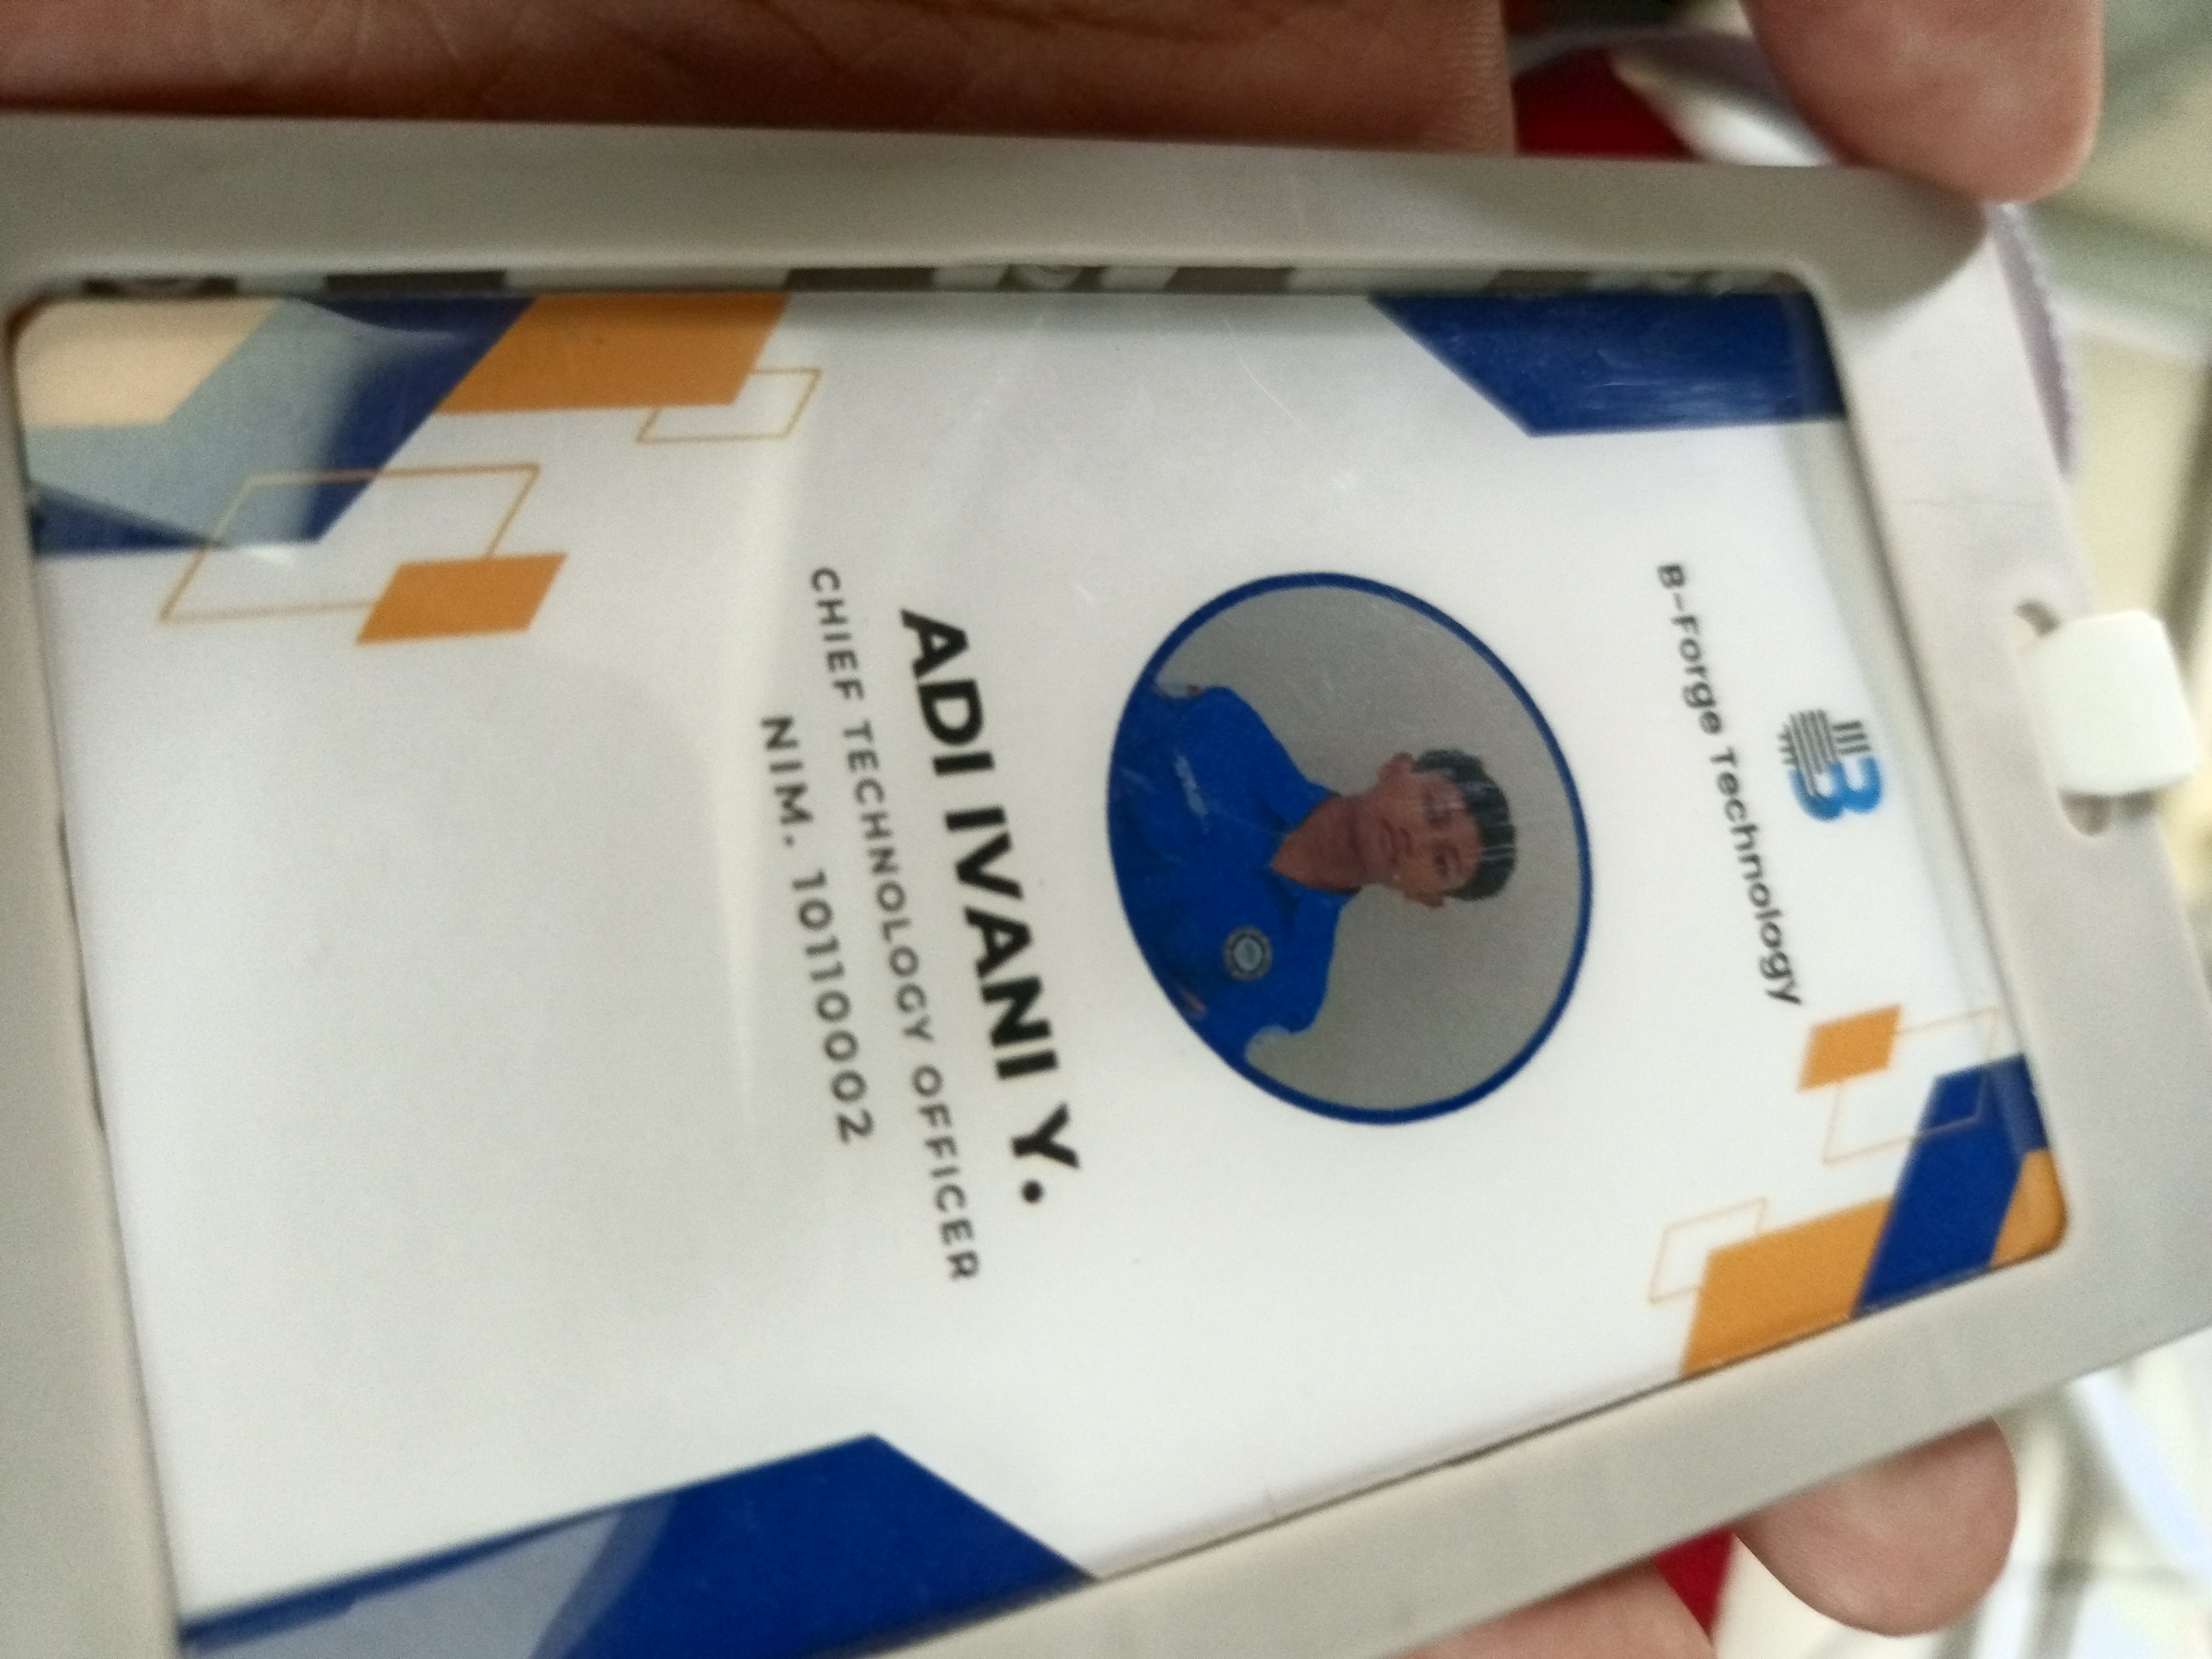 B-Forge Technology
ADI IVANI Y.
CHIEF TECHNOLOGY OFFICER
NIM. 10110002